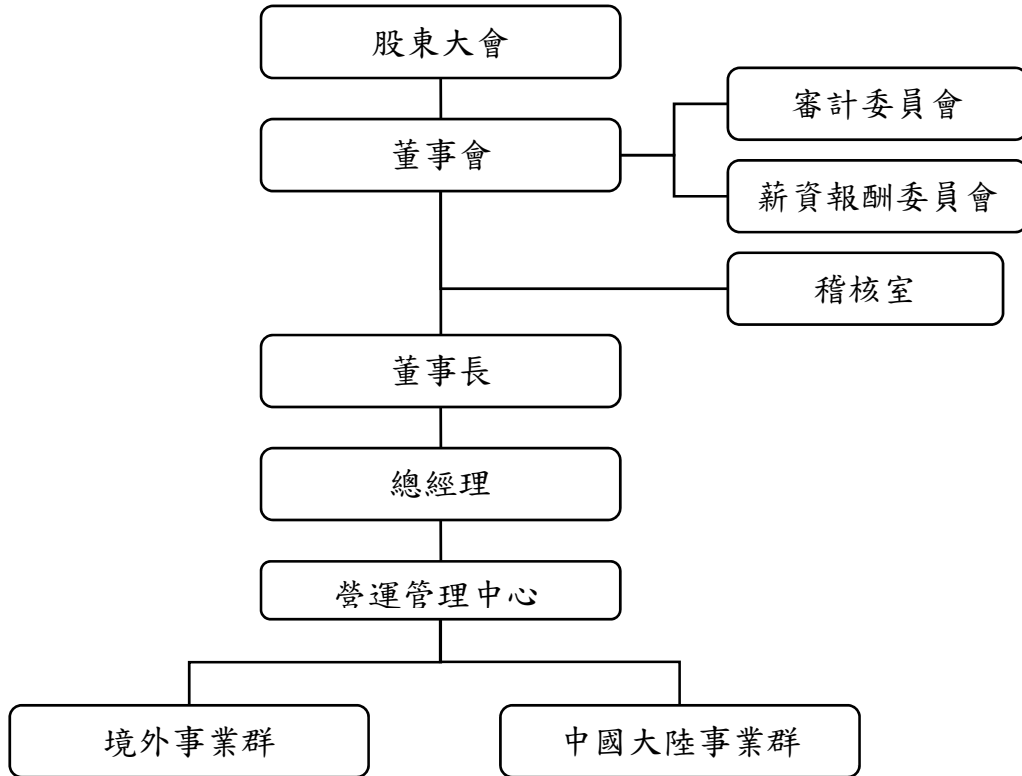 股東大會
審計委員會
董事會
薪資報酬委員會
稽核室
董事長
總經理
營運管理中心
境外事業群
中國大陸事業群